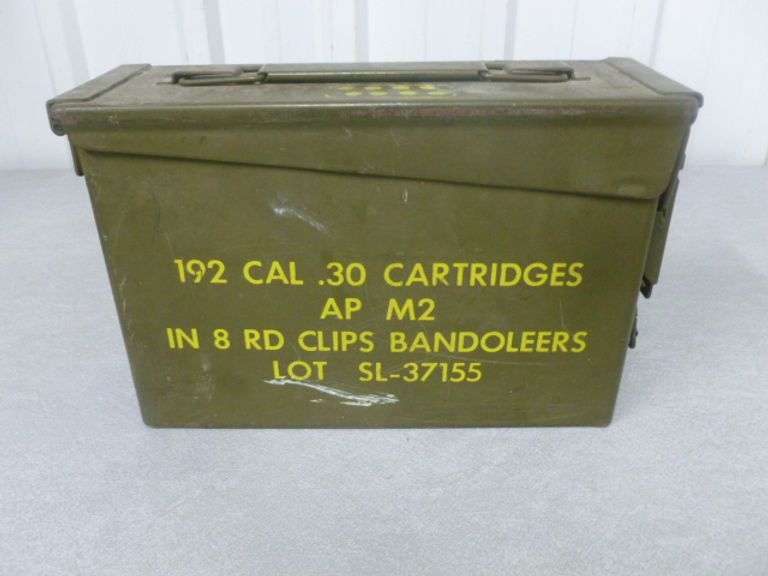 192 CAL .30 CARTRIDGES
AP M2
IN 8 RD CLIPS BANDOLEERS
LOT SL-37155